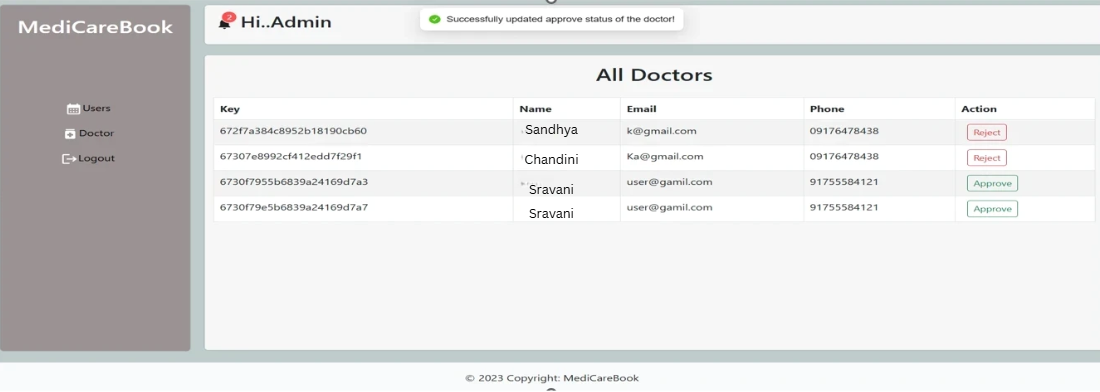 MediCareBook
Users
Doctor
Logout
2
Hi..Admin
Successfully updated approve status of the doctor!
All Doctors
Key Name Email Phone Action
672f7a384c8952b18190cb60 Sandhya k@gmail.com 09176478438 Reject
67307e8992cf412edd7f29f1 Chandini Ka@gmail.com 09176478438 Reject
6730f7955b6839a24169d7a3 Sravani user@gamil.com 91755584121 Approve
6730f79e5b6839a24169d7a7 Sravani user@gamil.com 91755584121 Approve
© 2023 Copyright: MediCareBook